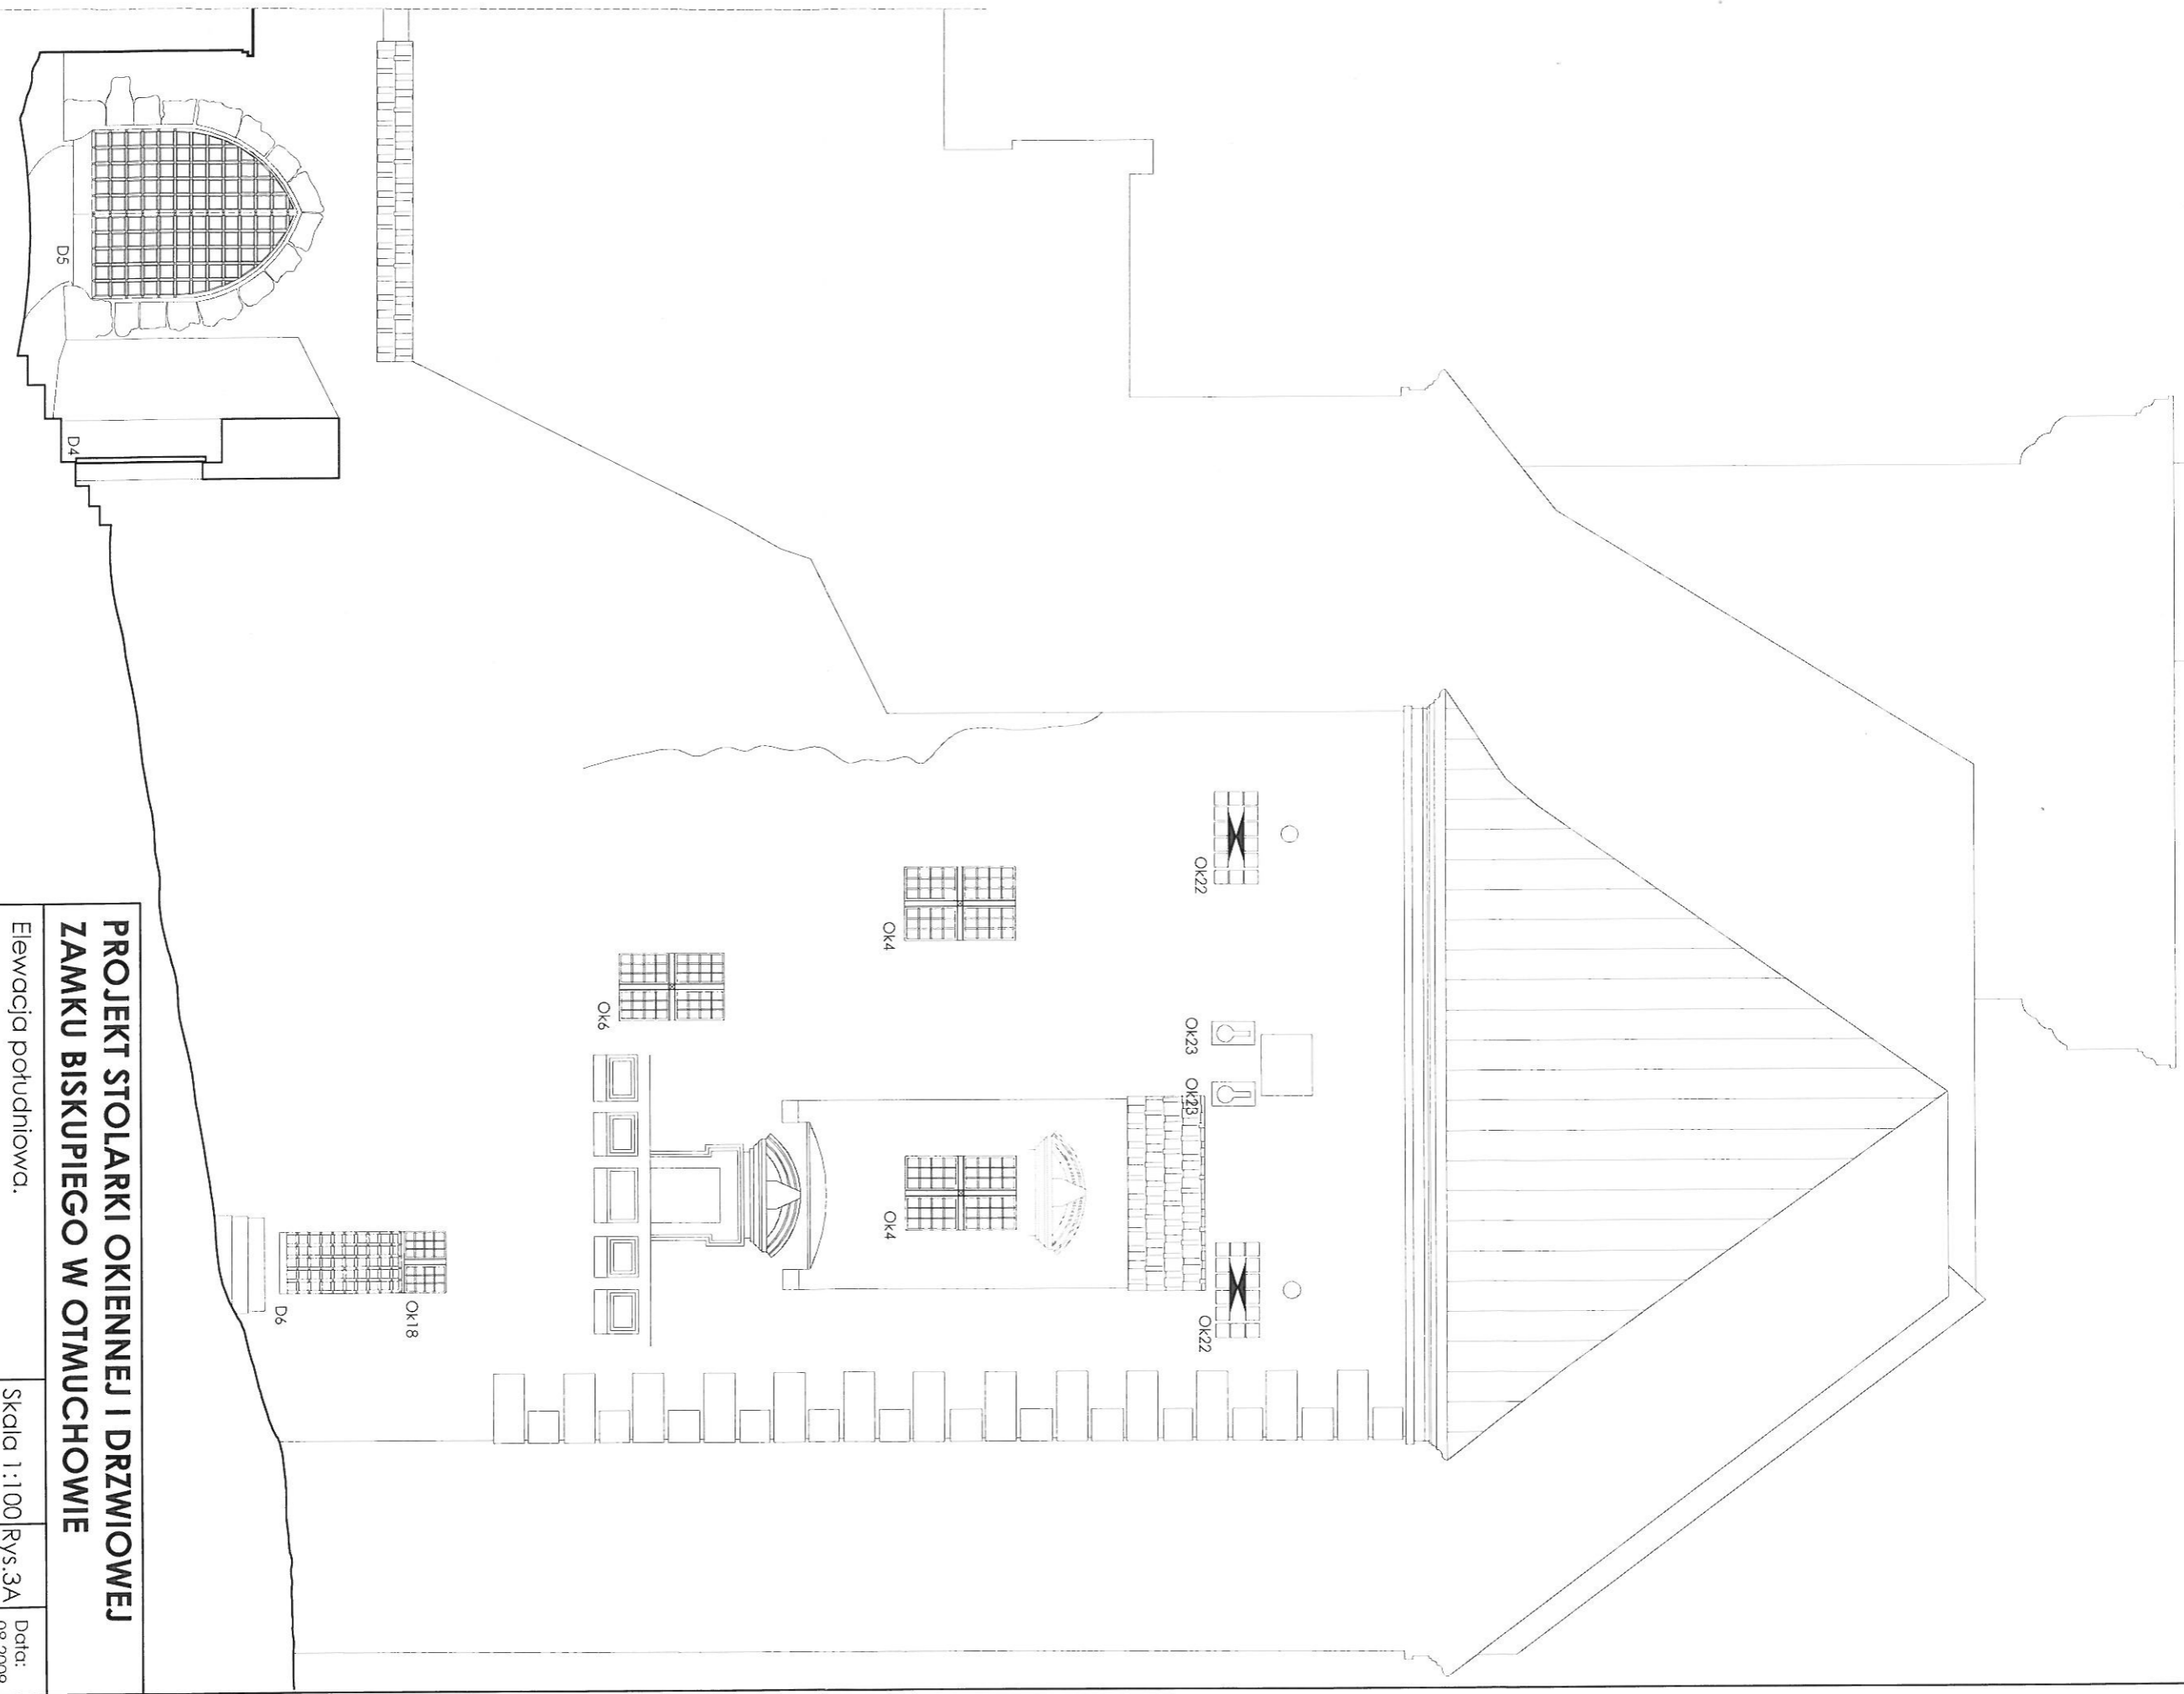 Ok22
Ok23
Ok23
Ok22
Ok4
Ok4
Ok6
Ok18
D6
D5
D4
PROJEKT STOLARKI OKIENNEJ I DRZWIOWEJ
ZAMKU BISKUPIEGO W OTMUCHOWIE
Elewacja południowa.
Skala 1:100
Rys.3A
Data: